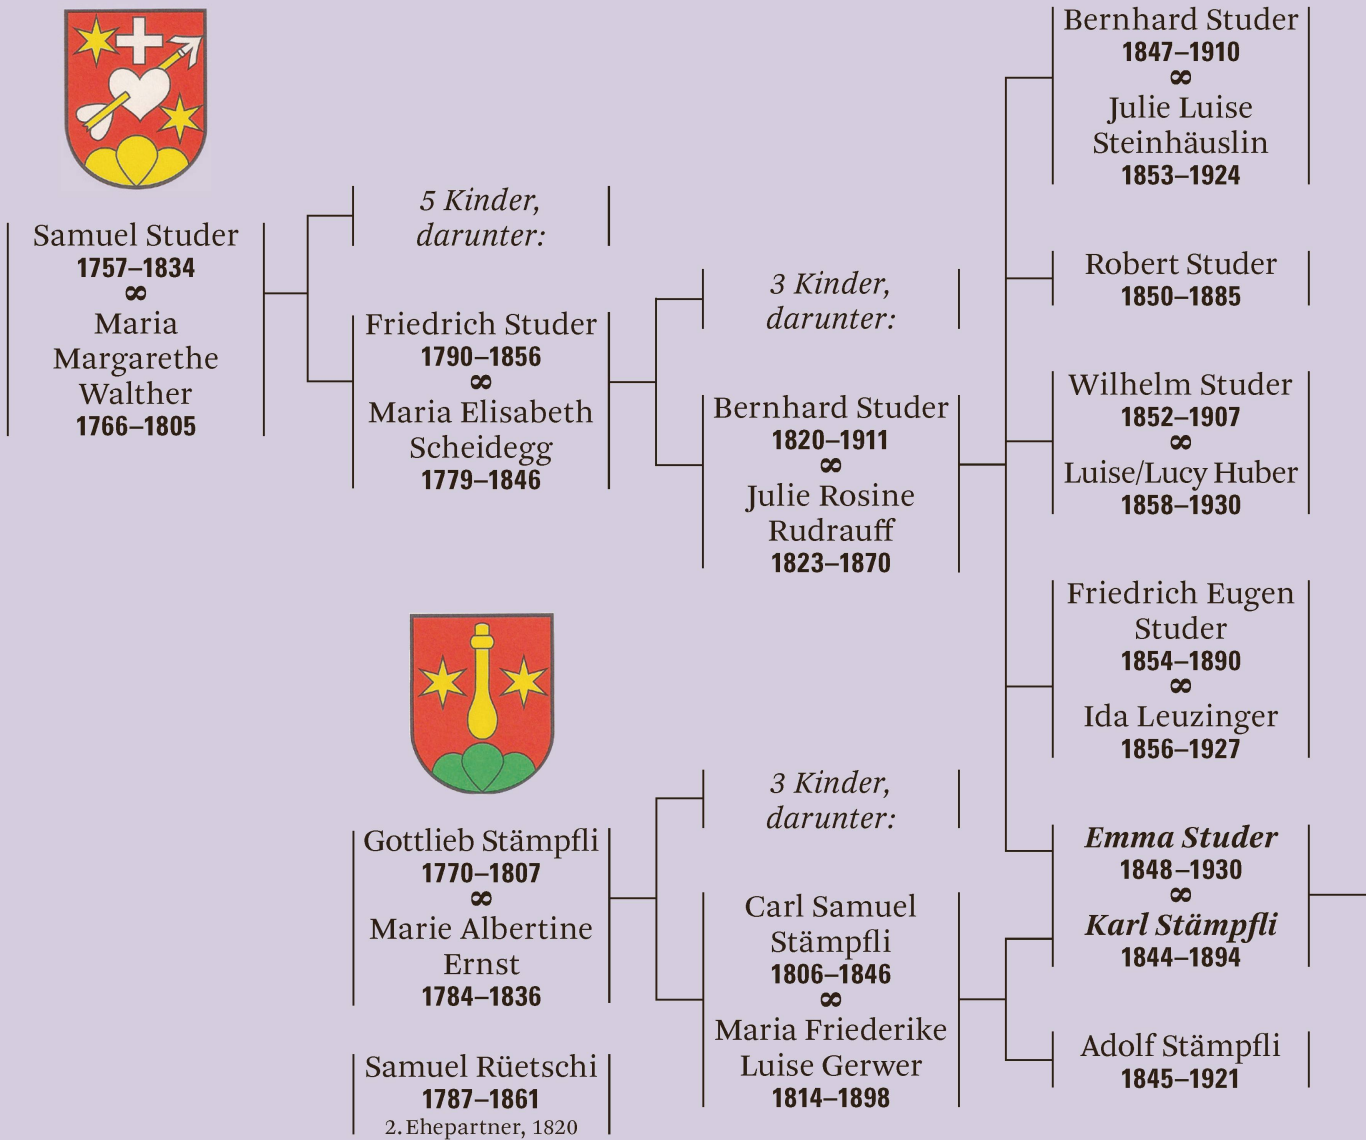 Samuel Studer
1757–1834
∞
Maria
Margarethe
Walther
1766–1805
5 Kinder,
darunter:
Friedrich Studer
1790–1856
∞
Maria Elisabeth
Scheidegg
1779–1846
3 Kinder,
darunter:
Bernhard Studer
1820–1911
∞
Julie Rosine
Rudrauff
1823–1870
Bernhard Studer
1847–1910
∞
Julie Luise
Steinhäuslin
1853–1924
Robert Studer
1850–1885
Wilhelm Studer
1852–1907
∞
Luise/Lucy Huber
1858–1930
Friedrich Eugen
Studer
1854–1890
∞
Ida Leuzinger
1856–1927
Emma Studer
1848–1930
∞
Karl Stämpfli
1844–1894
Adolf Stämpfli
1845–1921
Gottlieb Stämpfli
1770–1807
∞
Marie Albertine
Ernst
1784–1836
Samuel Rüetschi
1787–1861
2. Ehepartner, 1820
3 Kinder,
darunter:
Carl Samuel
Stämpfli
1806–1846
∞
Maria Friederike
Luise Gerwer
1814–1898